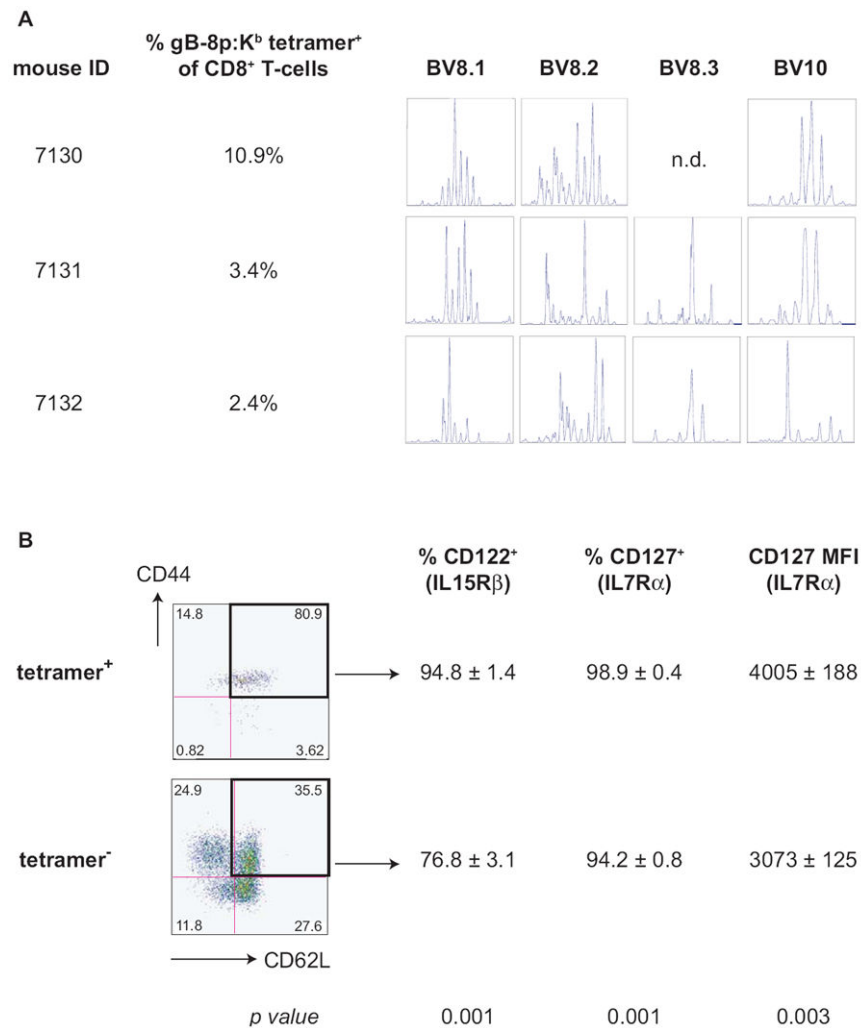 A
mouse ID
% gB-8p:Kᵇ tetramer⁺
of CD8⁺ T-cells
BV8.1 BV8.2 BV8.3 BV10
7130 10.9% n.d.
7131 3.4%
7132 2.4%
B
CD44
% CD122⁺
(IL15Rβ)
% CD127⁺
(IL7Rα)
CD127 MFI
(IL7Rα)
14.8 80.9
tetramer⁺ 94.8 ± 1.4 98.9 ± 0.4 4005 ± 188
0.82 3.62
24.9 35.5
tetramer⁻ 76.8 ± 3.1 94.2 ± 0.8 3073 ± 125
11.8 27.6
CD62L
p value 0.001 0.001 0.003